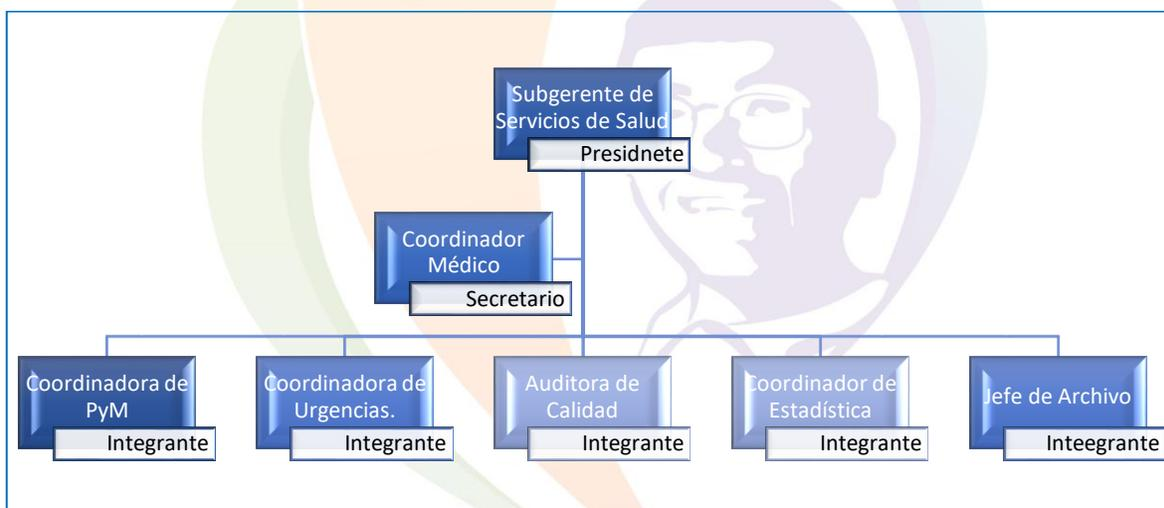 Subgerente de
Servicios de Salud
Presidnete
Coordinador
Médico
Secretario
Coordinadora de
PyM
Integrante
Coordinadora de
Urgencias.
Integrante
Auditora de
Calidad
Integrante
Coordinador de
Estadística
Integrante
Jefe de Archivo
Inteegrante